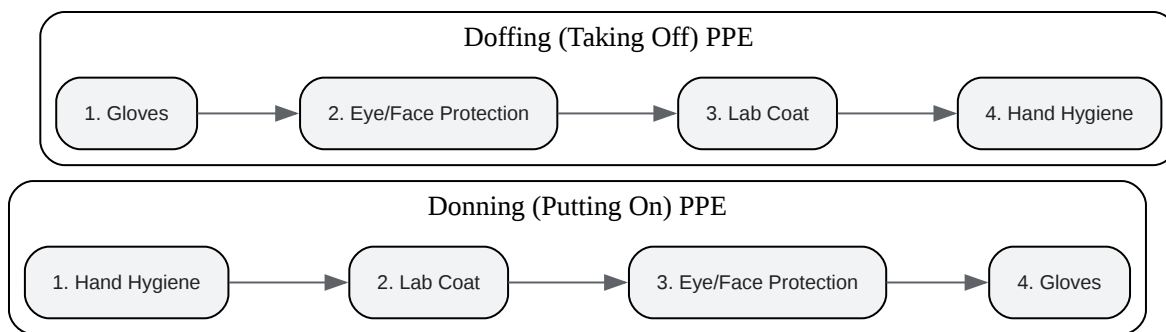 Doffing (Taking Off) PPE
1. Gloves
2. Eye/Face Protection
3. Lab Coat
4. Hand Hygiene
Donning (Putting On) PPE
1. Hand Hygiene
2. Lab Coat
3. Eye/Face Protection
4. Gloves